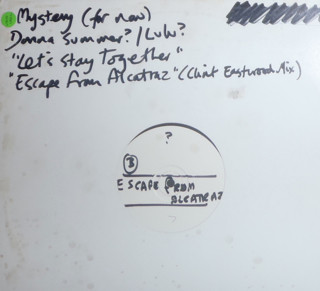 Mystery (for now)
Donna Summer? / Lulu?
"Let's Stay Together"
"Escape from Alcatraz" (Clint Eastwood Mix)
?
B
ESCAPE FROM
ALCATRAZ